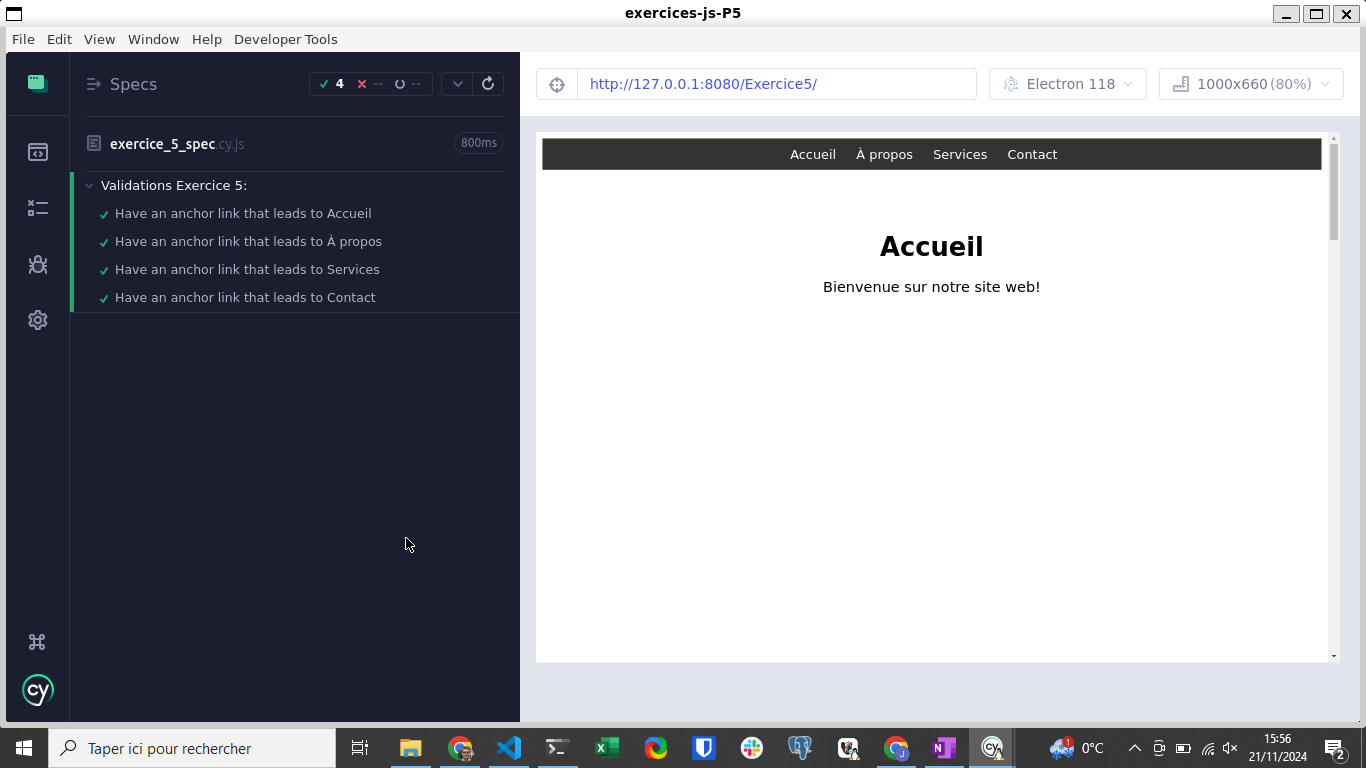 exercices-js-P5
File Edit View Window Help Developer Tools
Specs 4 -- --
exercice_5_spec.cy.js 800ms
Validations Exercice 5:
Have an anchor link that leads to Accueil
Have an anchor link that leads to À propos
Have an anchor link that leads to Services
Have an anchor link that leads to Contact
cy
http://127.0.0.1:8080/Exercice5/ Electron 118 1000x660 (80%)
Accueil À propos Services Contact
Accueil
Bienvenue sur notre site web!
Taper ici pour rechercher
J
N
cy
1
0°C
15:56
21/11/2024
2